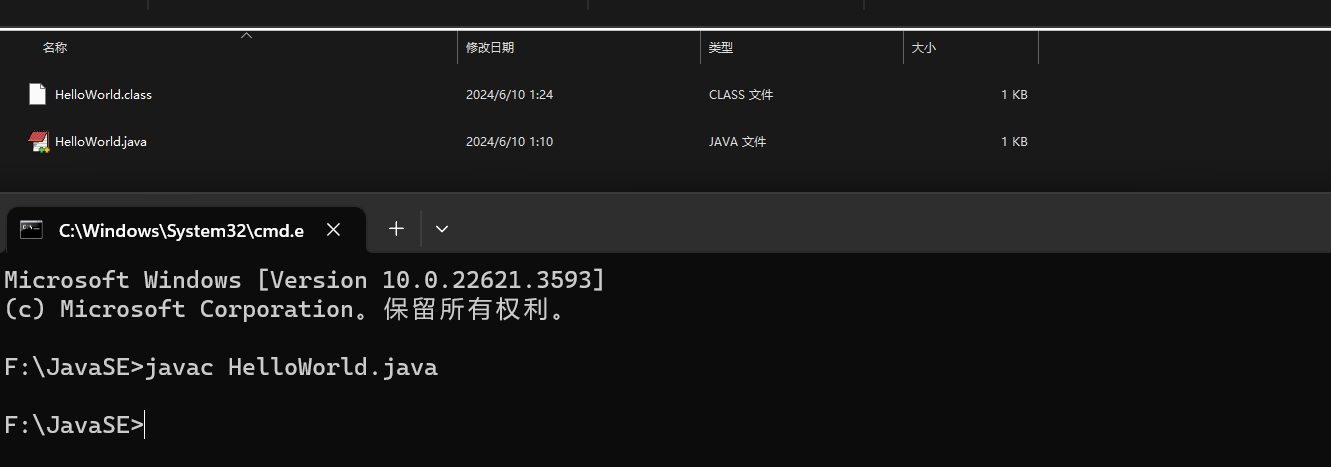 名称 修改日期 类型 大小
HelloWorld.class 2024/6/10 1:24 CLASS 文件 1 KB
HelloWorld.java 2024/6/10 1:10 JAVA 文件 1 KB
C:\Windows\System32\cmd.e
Microsoft Windows [Version 10.0.22621.3593]
(c) Microsoft Corporation。保留所有权利。
F:\JavaSE>javac HelloWorld.java
F:\JavaSE>